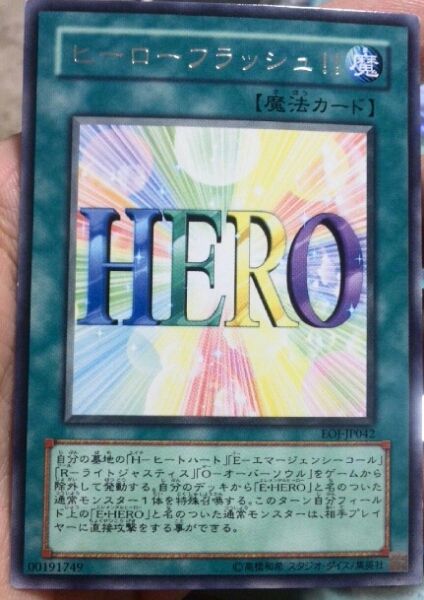 ヒーローフラッシュ!!
魔
【魔法カード】
HERO
EOJ-JP042
自分の墓地の「H-ヒートハート」「E-エマージェンシーコール」
「R-ライトジャスティス」「O-オーバーソウル」をゲームから
除外して発動する。自分のデッキから「E・HERO」と名のついた
通常モンスター1体を特殊召喚する。このターン自分フィール
ド上の「E・HERO」と名のついた通常モンスターは、相手プレイ
ヤーに直接攻撃をする事ができる。
00191749
©高橋和希 スタジオ・ダイス/集英社